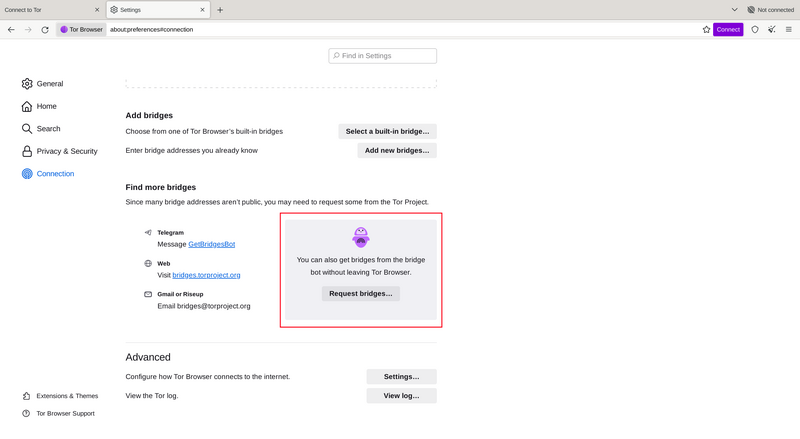 Connect to Tor
Settings
Not connected
Tor Browser
about:preferences#connection
Connect
Find in Settings
General
Home
Search
Privacy & Security
Connection
Extensions & Themes
Tor Browser Support
Add bridges
Choose from one of Tor Browser's built-in bridges
Select a built-in bridge…
Enter bridge addresses you already know
Add new bridges…
Find more bridges
Since many bridge addresses aren't public, you may need to request some from the Tor Project.
Telegram
Message GetBridgesBot
Web
Visit bridges.torproject.org
Gmail or Riseup
Email bridges@torproject.org
You can also get bridges from the bridge
bot without leaving Tor Browser.
Request bridges…
Advanced
Configure how Tor Browser connects to the internet.
Settings…
View the Tor log.
View log…